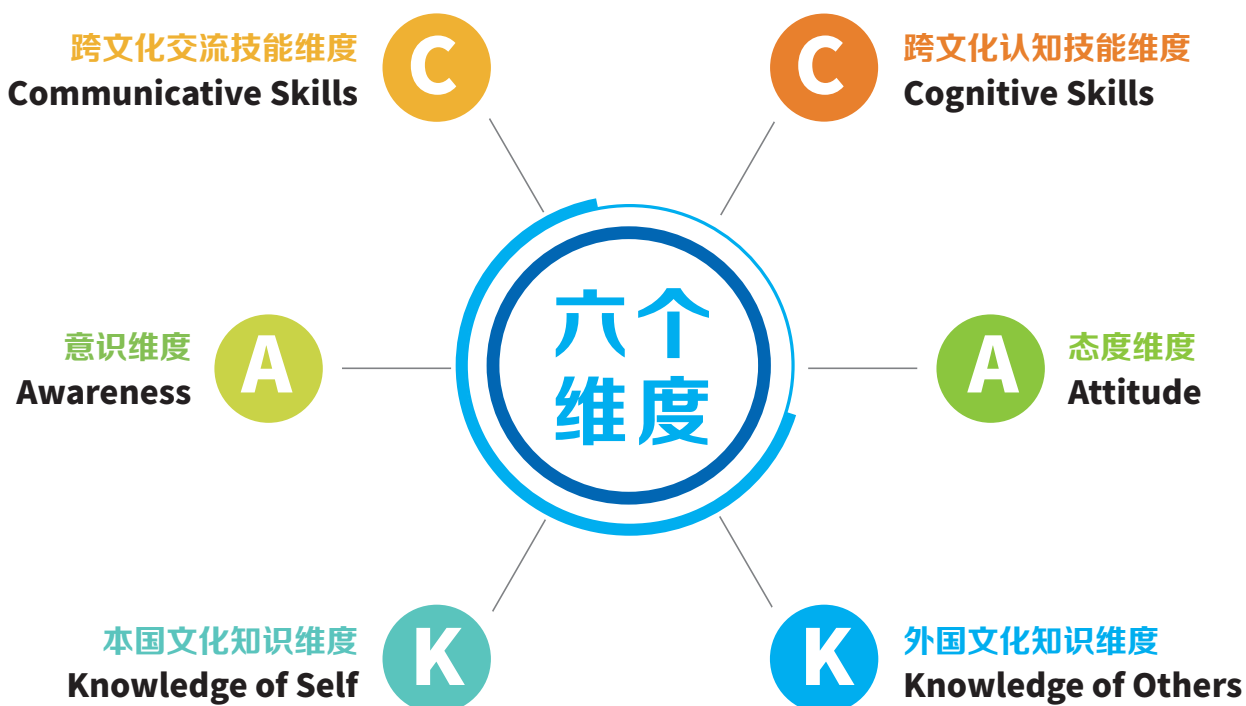 跨文化交流技能维度
Communicative Skills
C
C
跨文化认知技能维度
Cognitive Skills
意识维度
Awareness
A
六个
维度
A
态度维度
Attitude
本国文化知识维度
Knowledge of Self
K
K
外国文化知识维度
Knowledge of Others